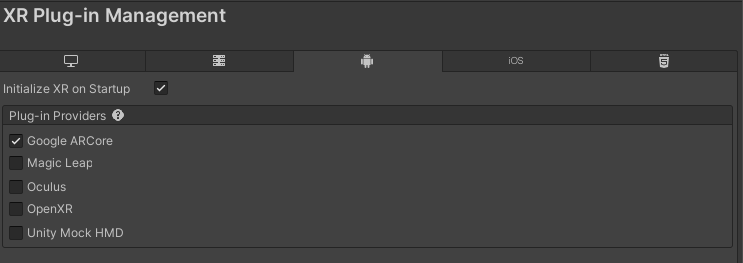 XR Plug-in Management
iOS
Initialize XR on Startup
Plug-in Providers ?
Google ARCore
Magic Leap
Oculus
OpenXR
Unity Mock HMD